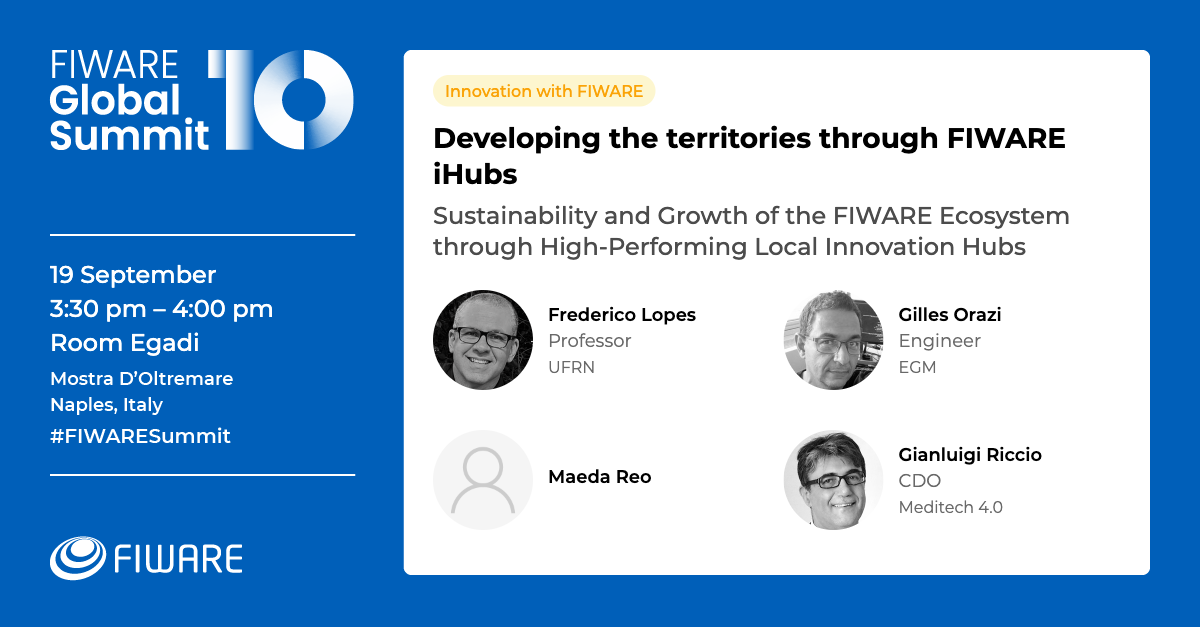 FIWARE
Global
Summit
10
19 September
3:30 pm – 4:00 pm
Room Egadi
Mostra D’Oltremare
Naples, Italy
#FIWARESummit
FIWARE
Innovation with FIWARE
Developing the territories through FIWARE
iHubs
Sustainability and Growth of the FIWARE Ecosystem
through High-Performing Local Innovation Hubs
Frederico Lopes
Professor
UFRN
Gilles Orazi
Engineer
EGM
Maeda Reo
Gianluigi Riccio
CDO
Meditech 4.0